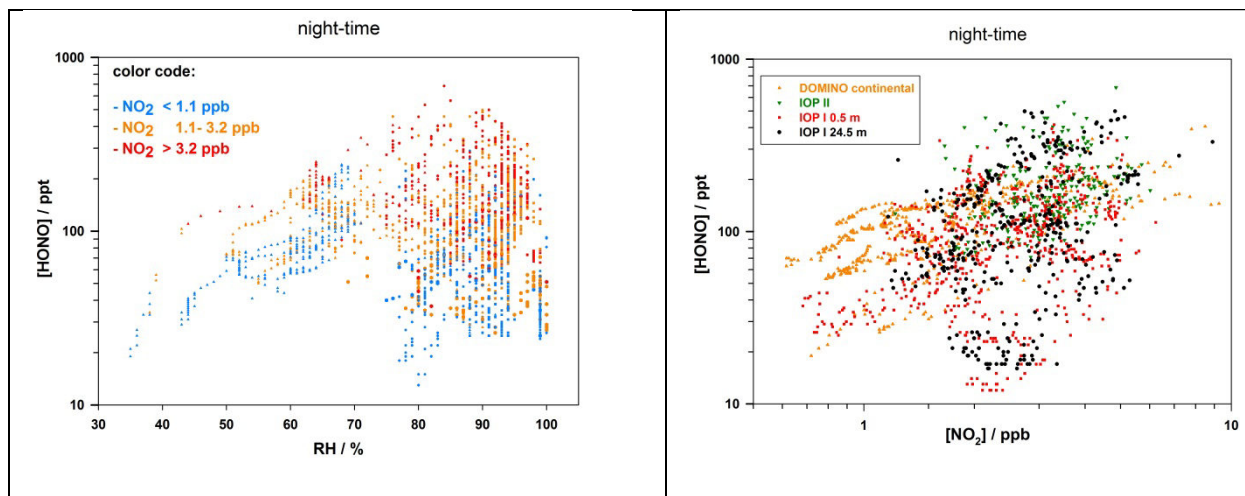 night-time
1000
color code:
- NO2 < 1.1 ppb
- NO2 1.1- 3.2 ppb
- NO2 > 3.2 ppb
[HONO] / ppt
100
10
30 40 50 60 70 80 90 100
RH / %
night-time
1000
DOMINO continental
IOP II
IOP I 0.5 m
IOP I 24.5 m
[HONO] / ppt
100
10
1 10
[NO2] / ppb